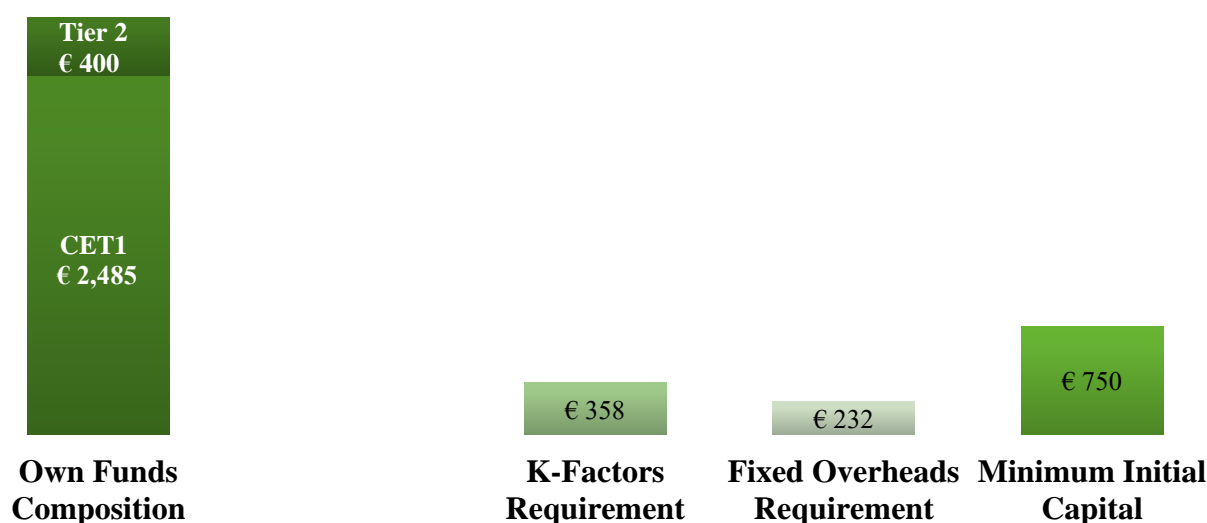 Tier 2
€ 400
CET1
€ 2,485
€ 358
€ 232
€ 750
Own Funds
Composition
K-Factors
Requirement
Fixed Overheads
Requirement
Minimum Initial
Capital